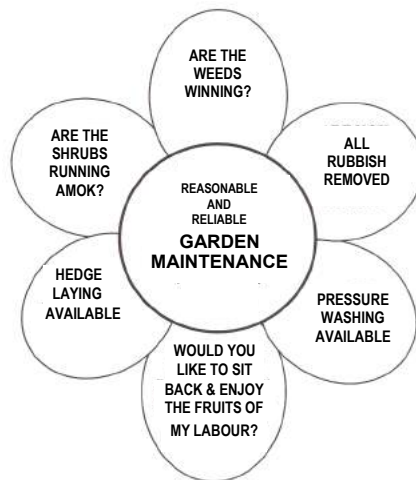 ARE THE
WEEDS
WINNING?
ARE THE
SHRUBS
RUNNING
AMOK?
ALL
RUBBISH
REMOVED
REASONABLE
AND
RELIABLE
GARDEN
MAINTENANCE
HEDGE
LAYING
AVAILABLE
PRESSURE
WASHING
AVAILABLE
WOULD YOU
LIKE TO SIT
BACK & ENJOY
THE FRUITS OF
MY LABOUR?